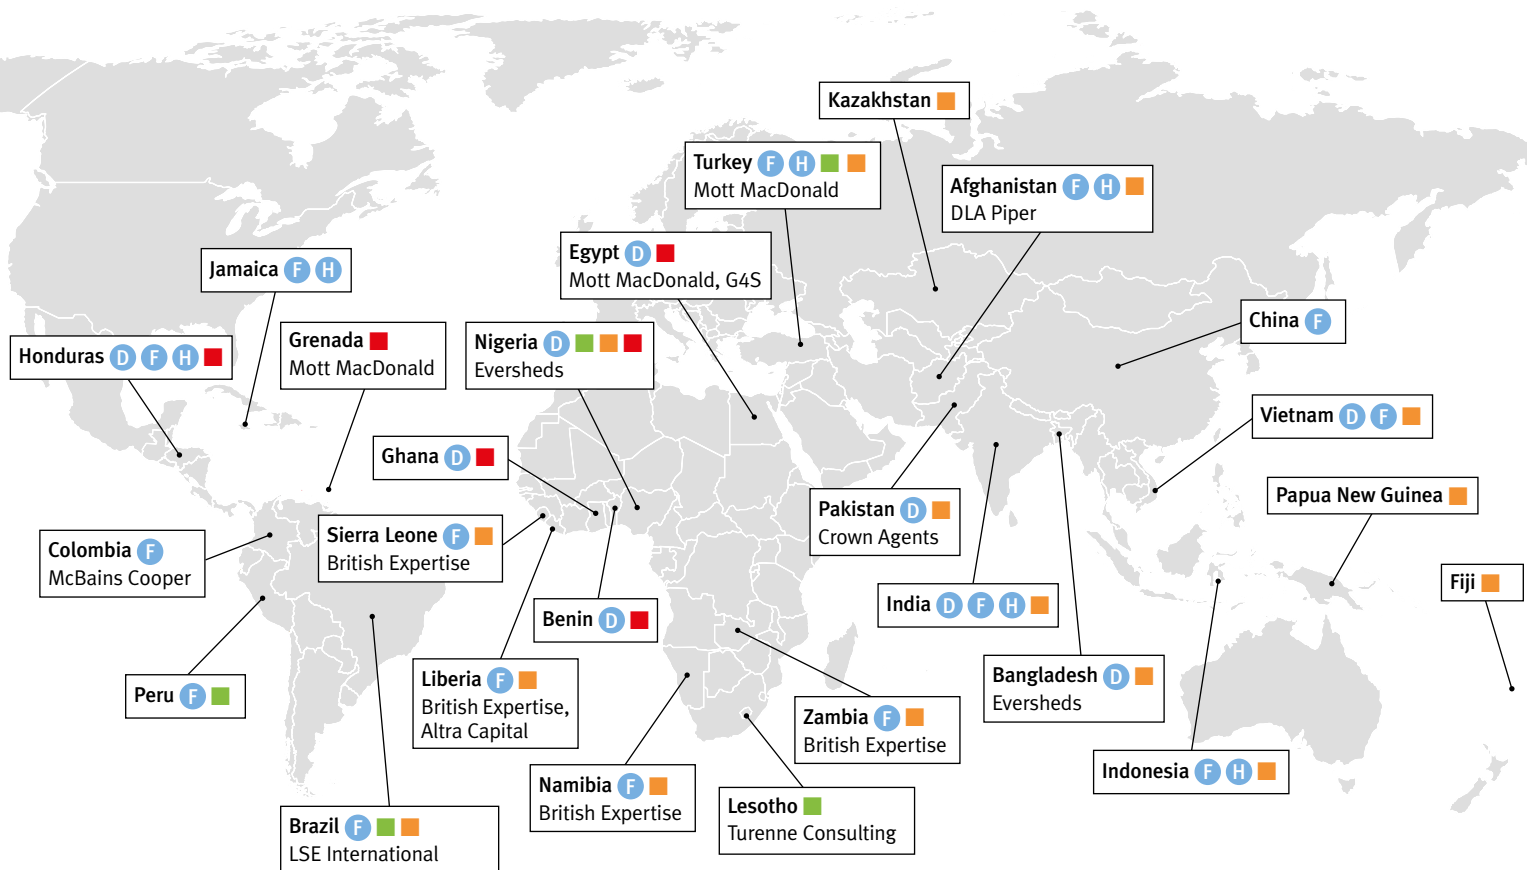 Kazakhstan
Turkey F H
Mott MacDonald
Afghanistan F H
DLA Piper
Egypt D
Mott MacDonald, G4S
Jamaica F H
China F
Honduras D F H
Grenada
Mott MacDonald
Nigeria D
Eversheds
Vietnam D F
Ghana D
Papua New Guinea
Pakistan D
Crown Agents
Sierra Leone F
British Expertise
Colombia F
McBains Cooper
Fiji
India D F H
Benin D
Bangladesh D
Eversheds
Liberia F
British Expertise,
Altra Capital
Peru F
Zambia F
British Expertise
Indonesia F H
Namibia F
British Expertise
Lesotho
Turenne Consulting
Brazil F
LSE International